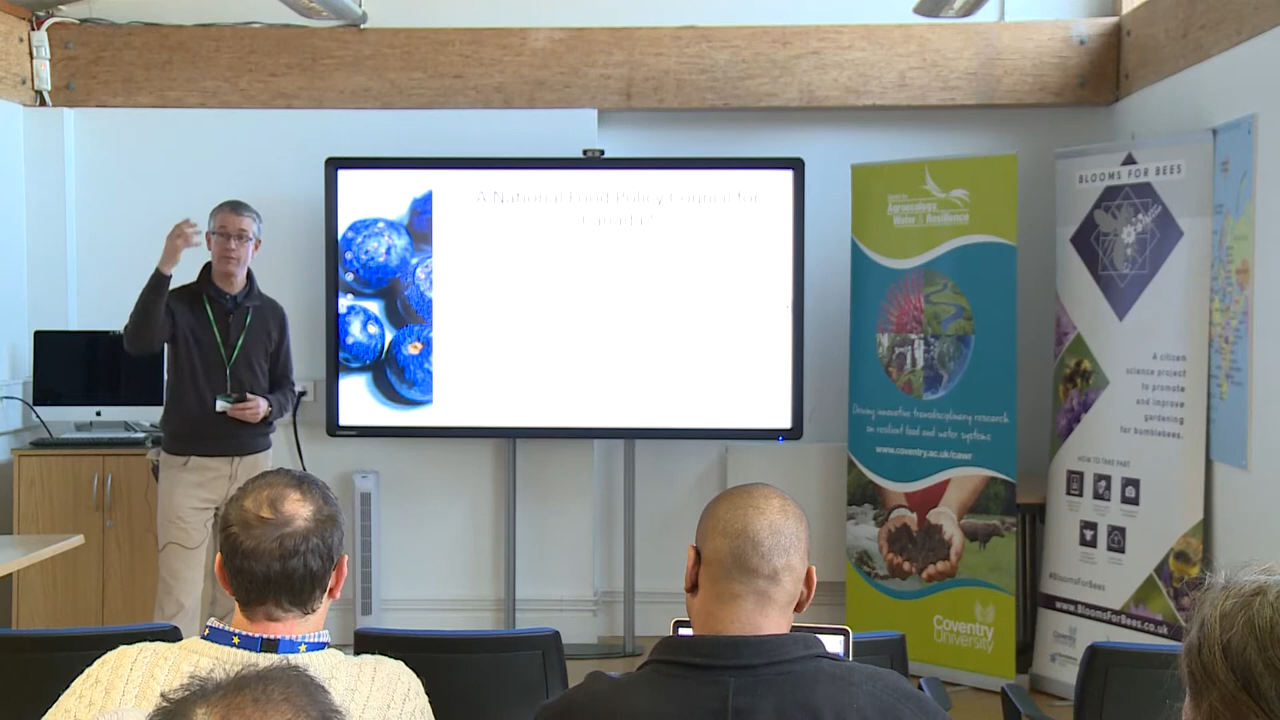 A National Food Policy Council for
Canada?
Centre for
Agroecology
Water & Resilience
Driving innovative transdisciplinary research
on resilient food and water systems
www.coventry.ac.uk/cawr
Coventry
University
BLOOMS FOR BEES
A citizen
science project
to promote
and improve
gardening
for bumblebees.
HOW TO TAKE PART
#BloomsForBees
www.BloomsForBees.co.uk
Coventry
University